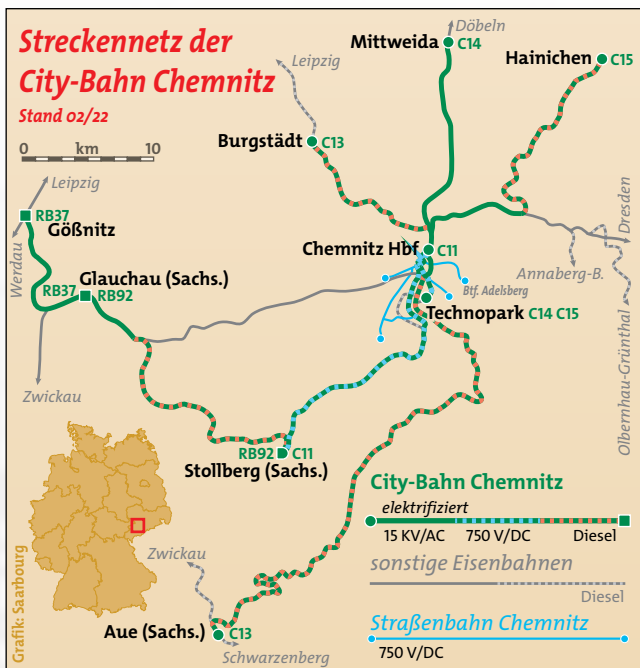 Streckennetz der
City-Bahn Chemnitz
Stand 02/22
0 km 10
Döbeln
Mittweida C14
Hainichen C15
Leipzig
Burgstädt C13
Leipzig
RB37
Gößnitz
Werdau
Dresden
Chemnitz Hbf C11
Annaberg-B.
Glauchau (Sachs.)
RB37 RB92
Btf. Adelsberg
Technopark C14 C15
Olbernhau-Grünthal
Zwickau
RB92 C11
Stollberg (Sachs.)
City-Bahn Chemnitz
elektrifiziert
15 KV/AC 750 V/DC Diesel
sonstige Eisenbahnen
Diesel
Straßenbahn Chemnitz
750 V/DC
Zwickau
Aue (Sachs.) C13
Schwarzenberg
Grafik: Saarbourg